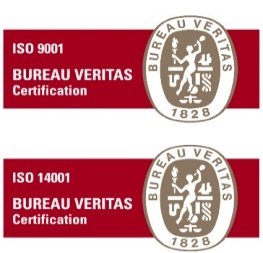 ISO 9001
BUREAU VERITAS
Certification
BUREAU VERITAS
1828
ISO 14001
BUREAU VERITAS
Certification
BUREAU VERITAS
1828